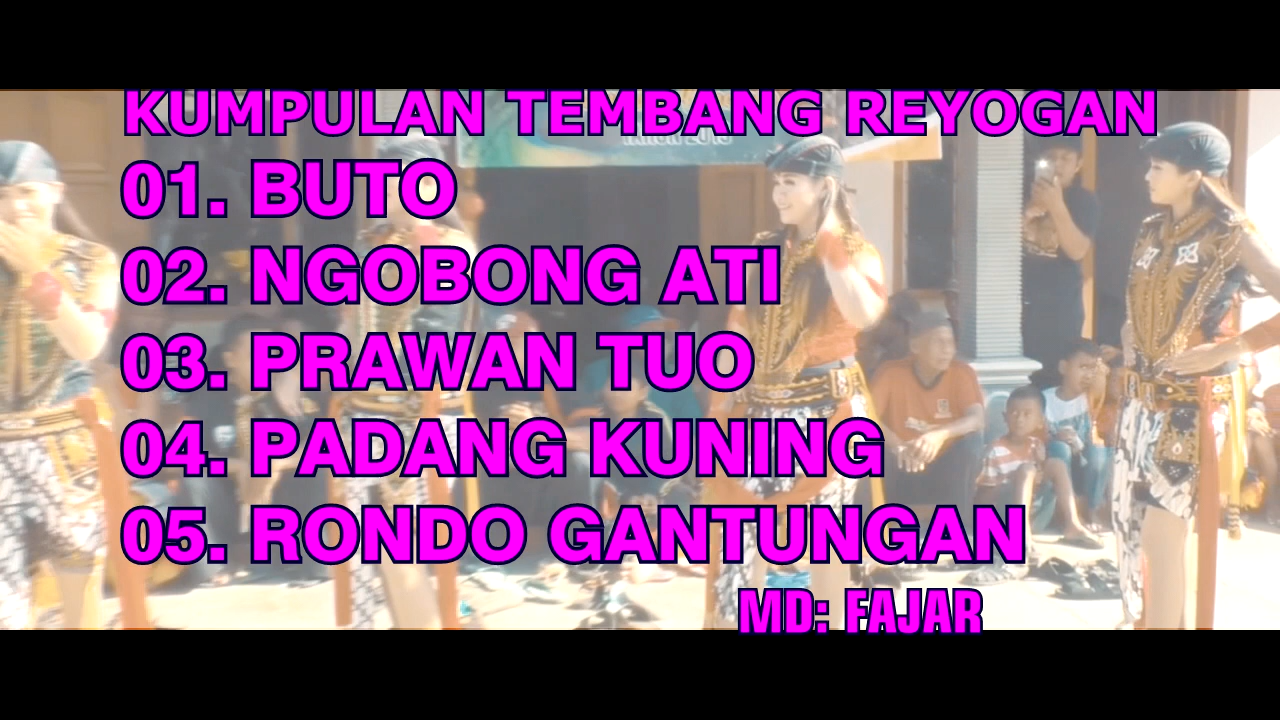 KUMPULAN TEMBANG REYOGAN
01. BUTO
02. NGOBONG ATI
03. PRAWAN TUO
04. PADANG KUNING
05. RONDO GANTUNGAN
MD: FAJAR